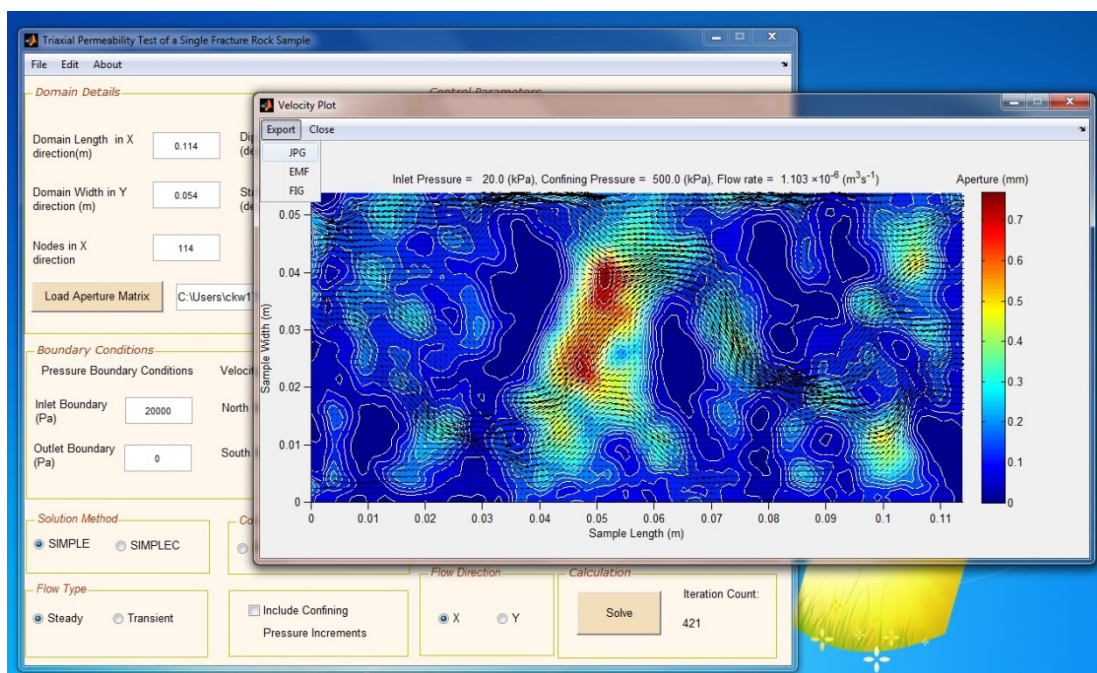 Triaxial Permeability Test of a Single Fracture Rock Sample
File Edit About
Domain Details
Domain Length in X
direction(m)
0.114
Domain Width in Y
direction (m)
0.054
Nodes in X
direction
114
Load Aperture Matrix
Boundary Conditions
Pressure Boundary Conditions
Inlet Boundary
(Pa)
20000
North
Outlet Boundary
(Pa)
0
South
Solution Method
SIMPLE SIMPLEC
Flow Type
Steady Transient
Include Confining
Pressure Increments
Flow Direction
X Y
Calculation
Solve
Iteration Count:
421
Control Parameters
Velocity Plot
Export Close
JPG
EMF
FIG
Inlet Pressure = 20.0 (kPa), Confining Pressure = 500.0 (kPa), Flow rate = 1.103 ×10⁻⁶ (m³s⁻¹)
Aperture (mm)
0.7
0.6
0.5
0.4
0.3
0.2
0.1
0
Sample Width (m)
0.05
0.04
0.03
0.02
0.01
0
0 0.01 0.02 0.03 0.04 0.05 0.06 0.07 0.08 0.09 0.1 0.11
Sample Length (m)